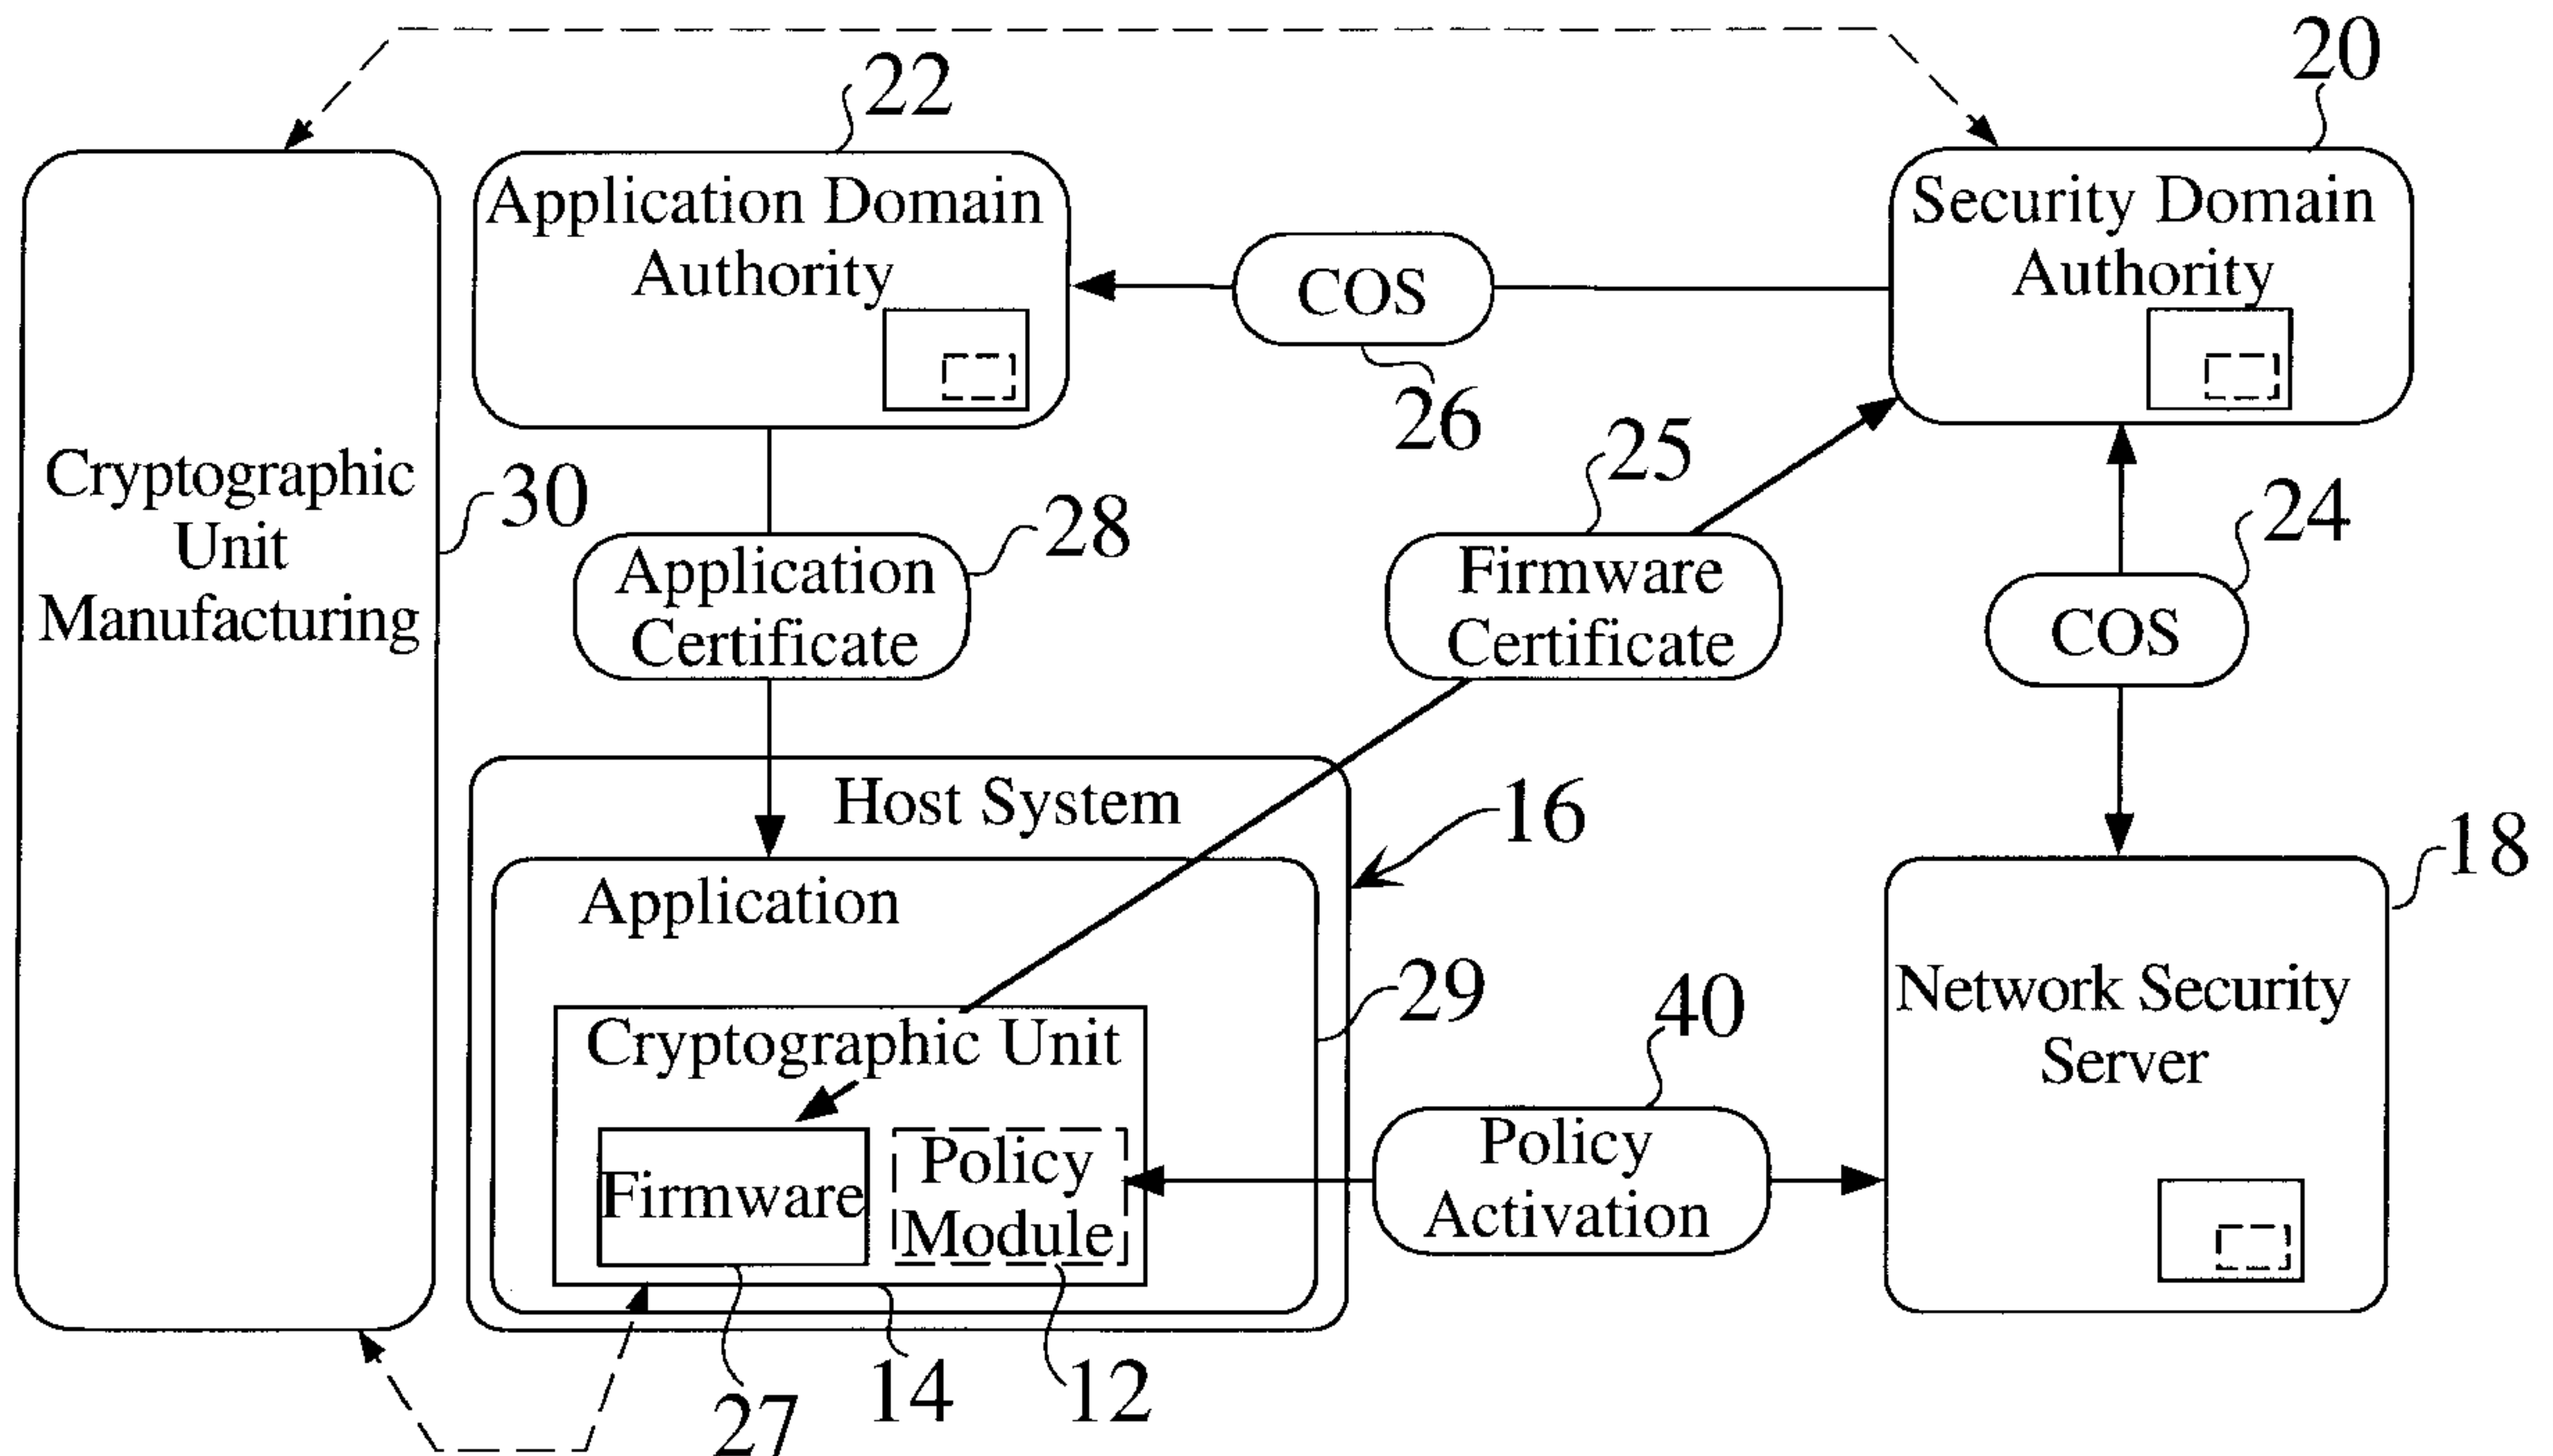 20
22
Application Domain
Authority
Security Domain
Authority
COS
26
Cryptographic
Unit
Manufacturing
30
28
25
24
Application
Certificate
Firmware
Certificate
COS
Host System
16
18
Application
29
40
Network Security
Server
Cryptographic Unit
Firmware
Policy
Module
Policy
Activation
27
14
12